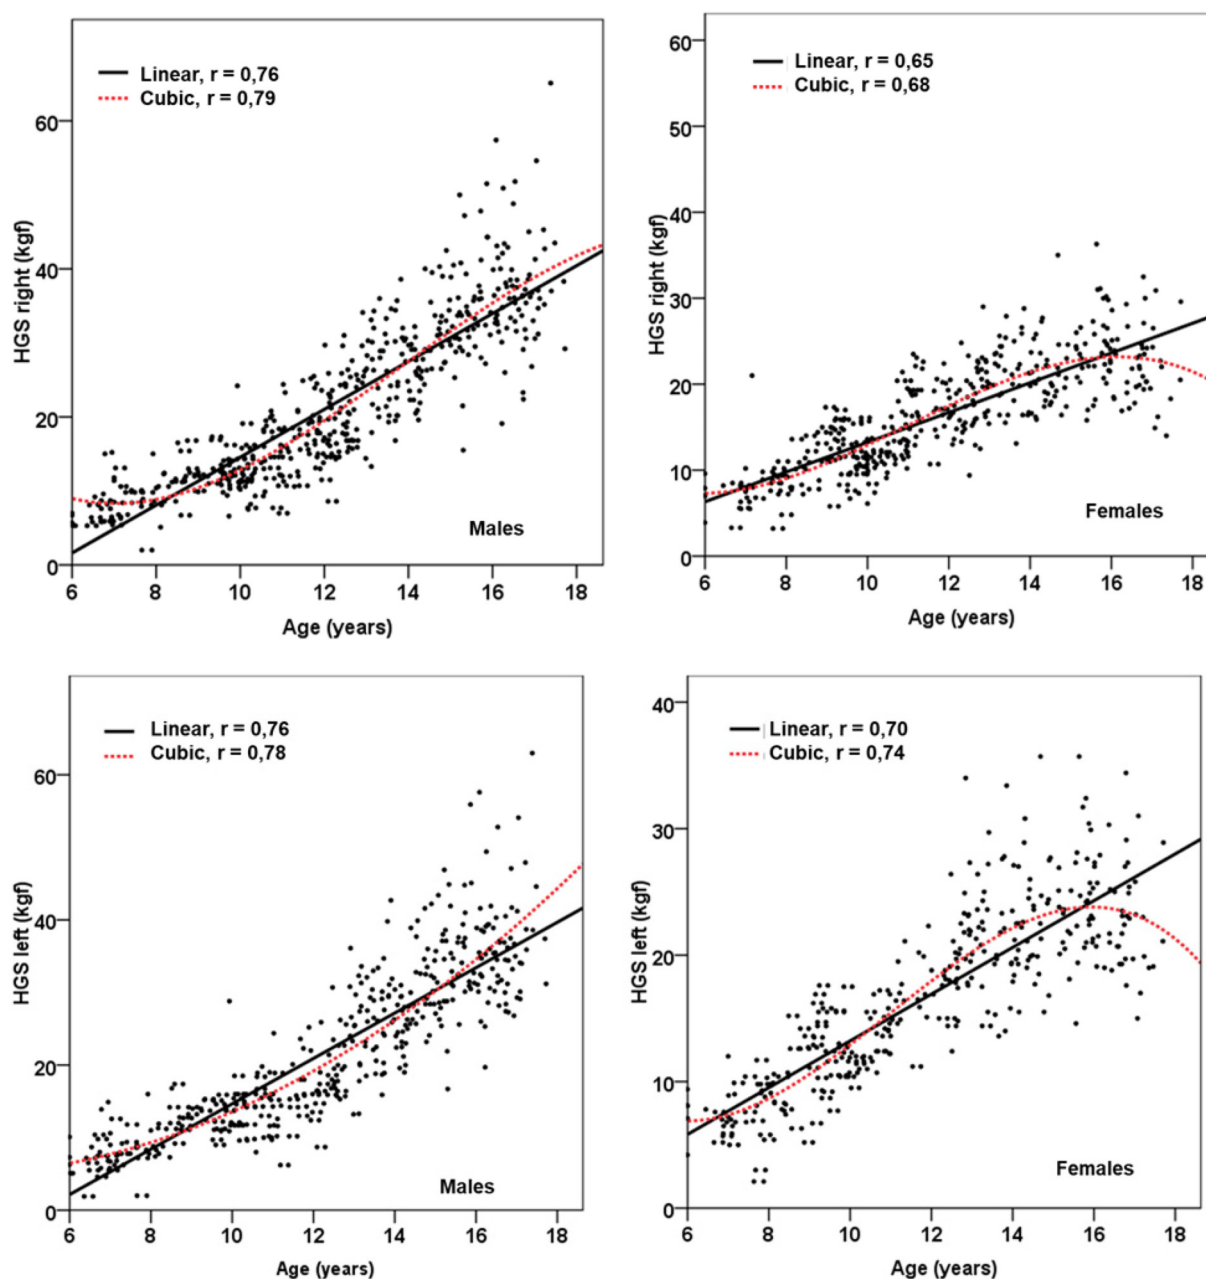 Linear, r = 0,76
Cubic, r = 0,79
60
40
20
0
HGS right (kgf)
Males
6 8 10 12 14 16 18
Age (years)
Linear, r = 0,65
Cubic, r = 0,68
60
50
40
30
20
10
0
HGS right (kgf)
Females
6 8 10 12 14 16 18
Age (years)
Linear, r = 0,76
Cubic, r = 0,78
60
40
20
0
HGS left (kgf)
Males
6 8 10 12 14 16 18
Age (years)
Linear, r = 0,70
Cubic, r = 0,74
40
30
20
10
0
HGS left (kgf)
Females
6 8 10 12 14 16 18
Age (years)